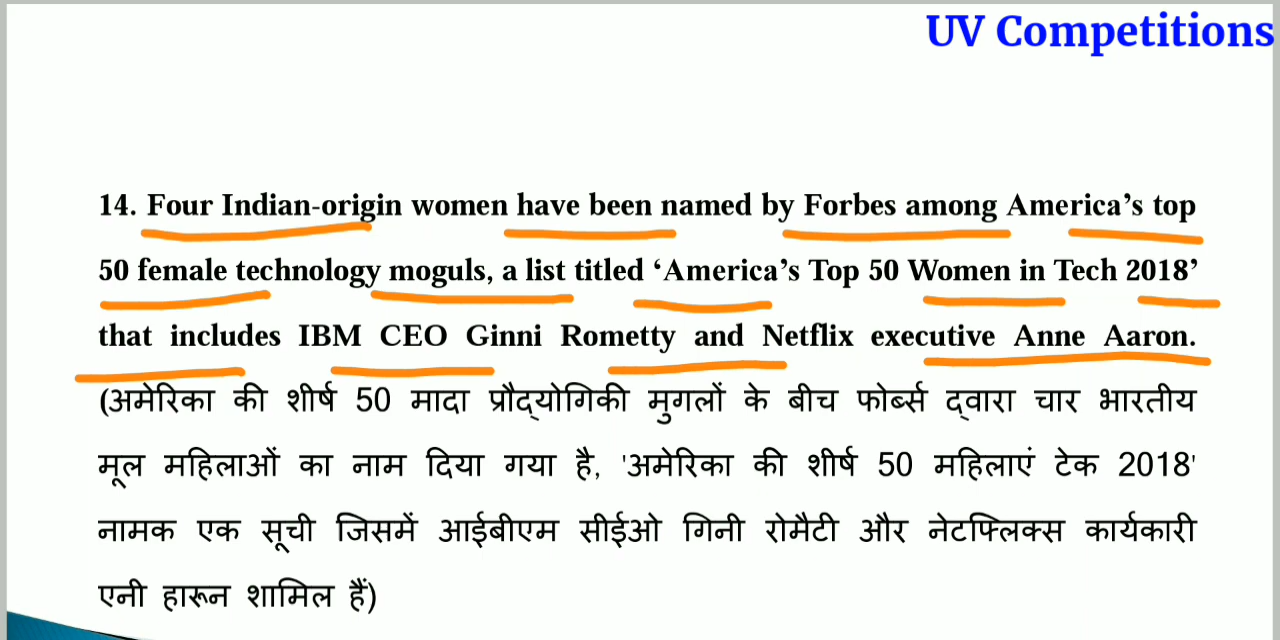 UV Competitions
14. Four Indian-origin women have been named by Forbes among America’s top
50 female technology moguls, a list titled ‘America’s Top 50 Women in Tech 2018’
that includes IBM CEO Ginni Rometty and Netflix executive Anne Aaron.
(अमेरिका की शीर्ष 50 मादा प्रौद्योगिकी मुगलों के बीच फोर्ब्स द्वारा चार भारतीय
मूल महिलाओं का नाम दिया गया है, 'अमेरिका की शीर्ष 50 महिलाएं टेक 2018'
नामक एक सूची जिसमें आईबीएम सीईओ गिनी रोमैटी और नेटफ्लिक्स कार्यकारी
एनी हारून शामिल हैं)